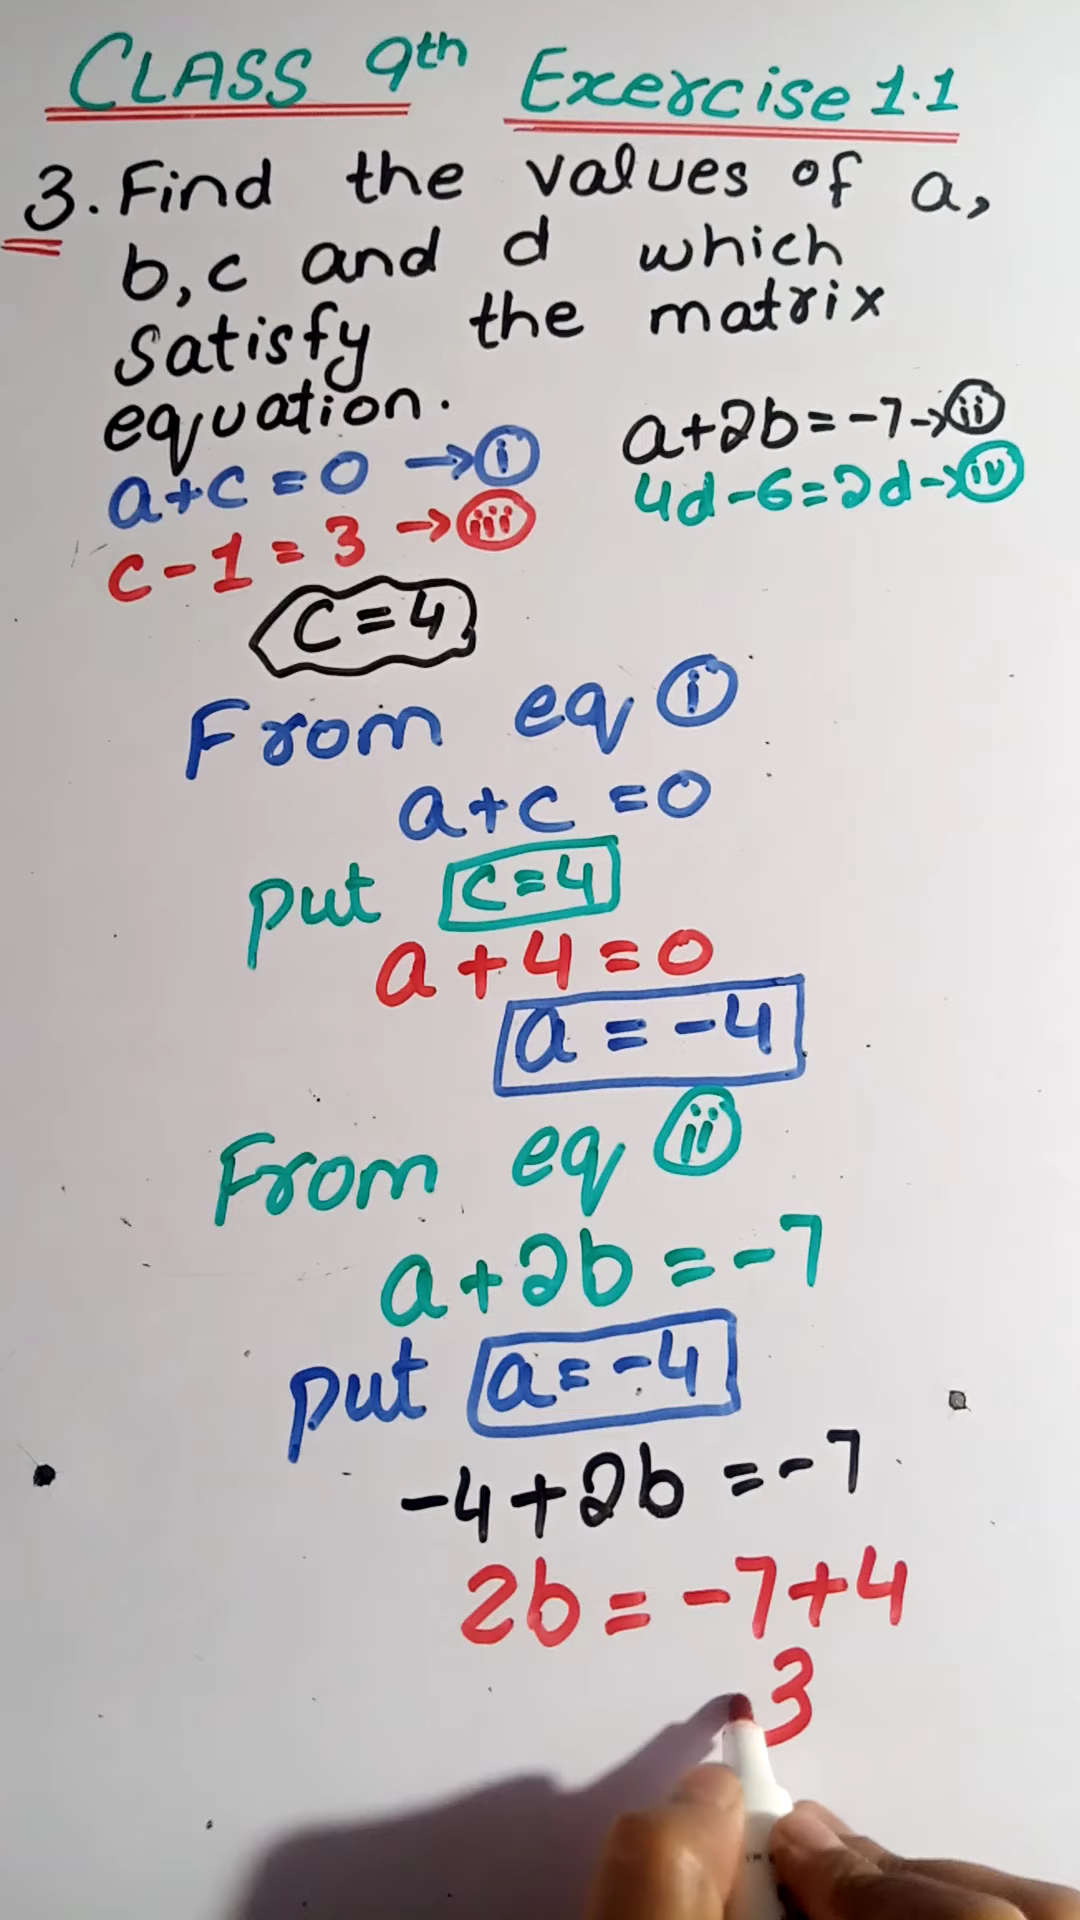 CLASS 9th Exercise 1.1
3. Find the values of a,
b,c and d which
Satisfy the matrix
equation.
a+c=0 →(i) a+2b=-7→(ii)
c-1=3 →(iii) 4d-6=2d→(iv)
c=4
From eq (i)
a+c=0
put c=4
a+4=0
a=-4
From eq (ii)
a+2b=-7
put a=-4
-4+2b=-7
2b=-7+4
3